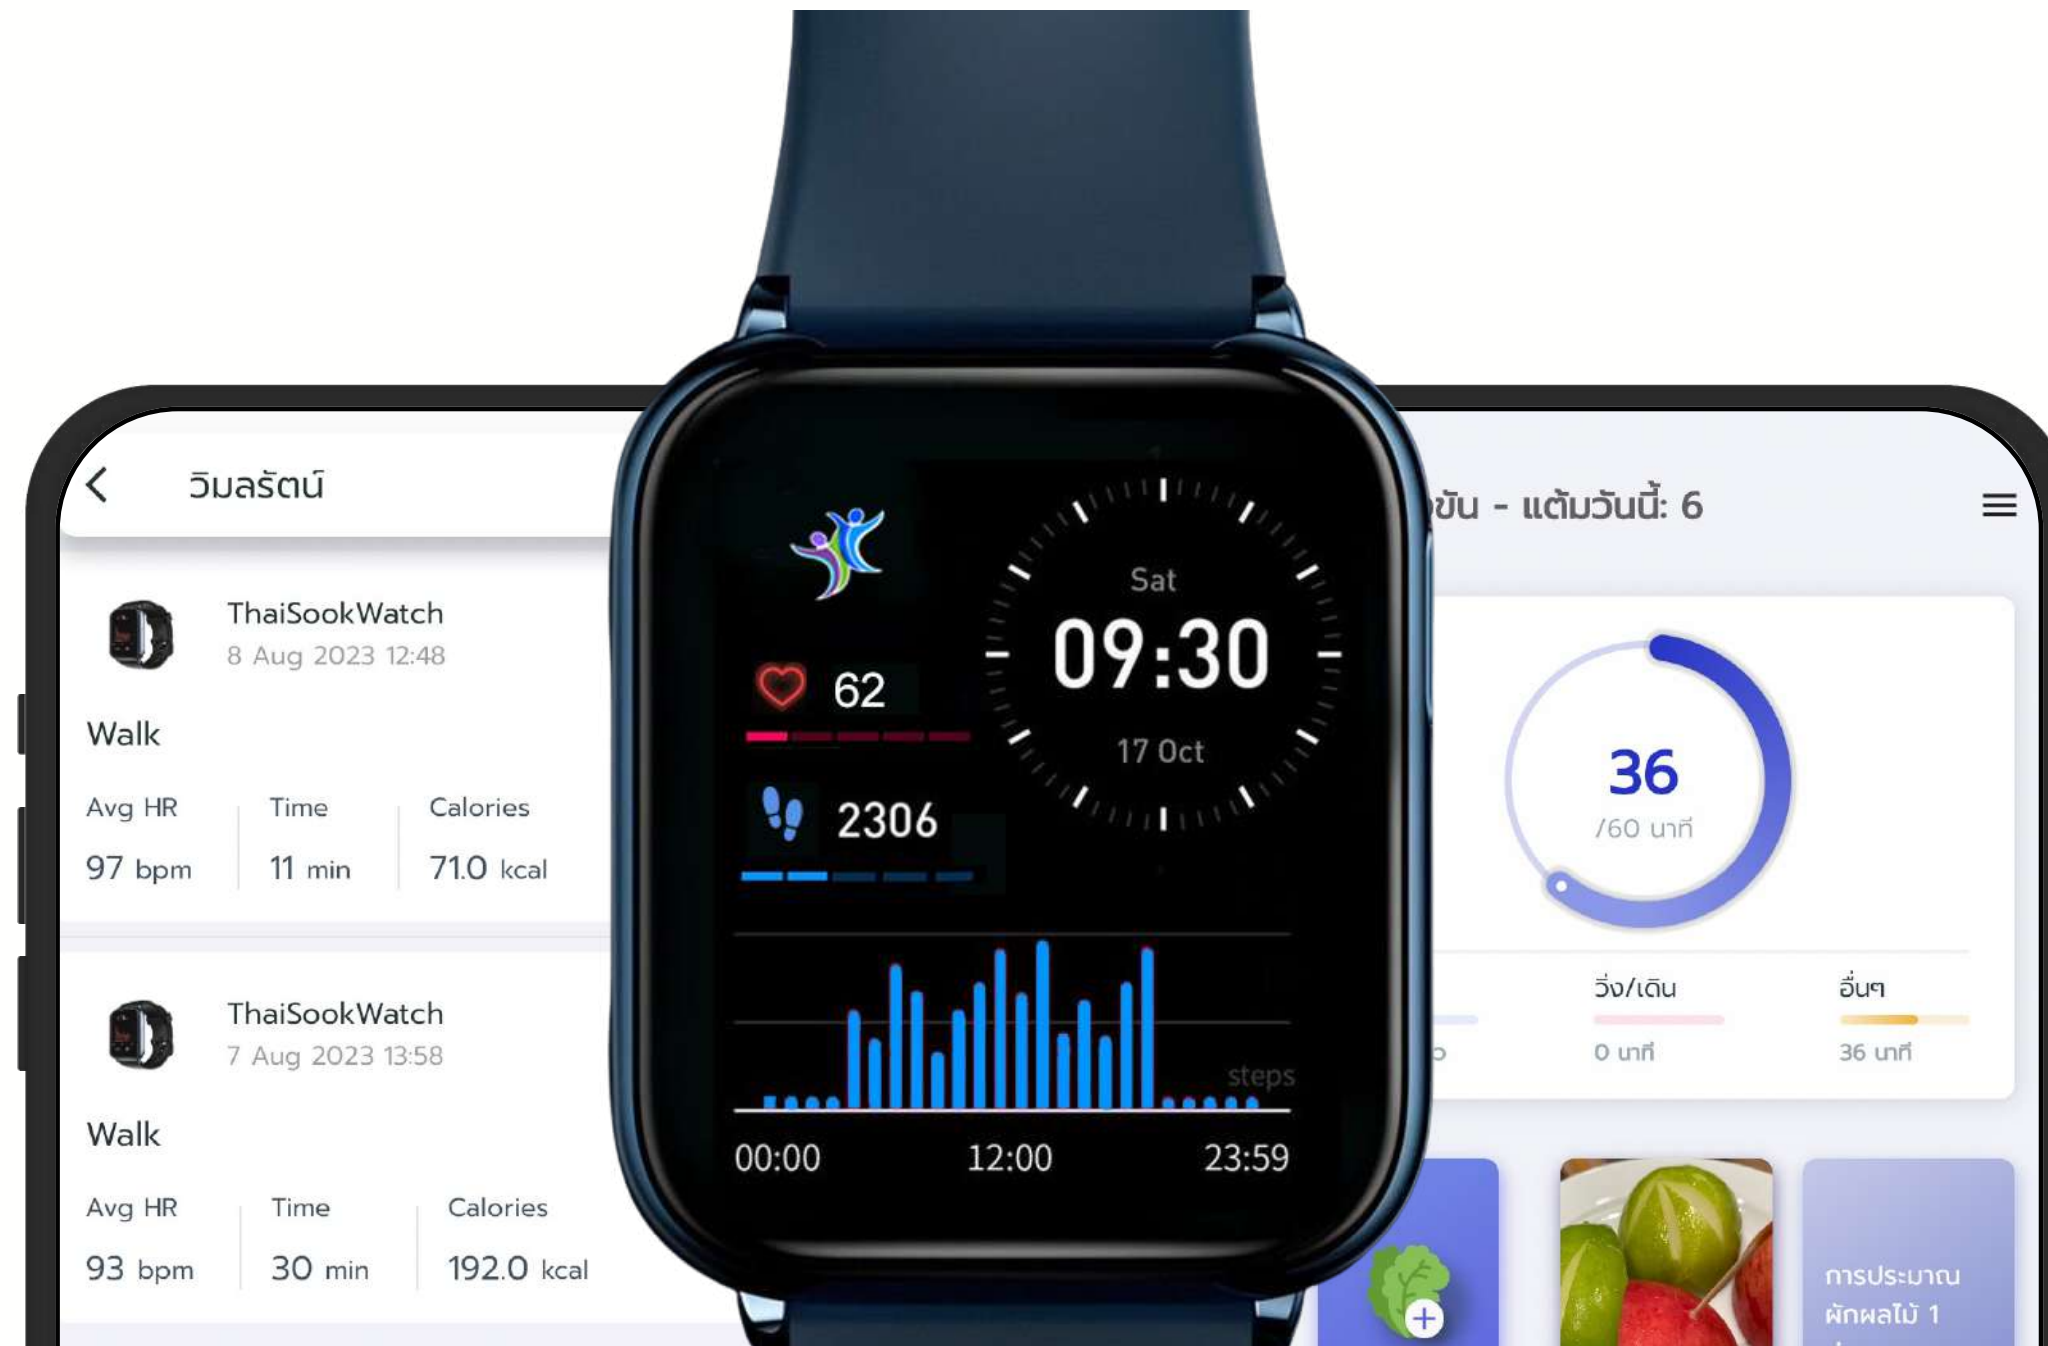 วิมลรัตน์
ThaiSookWatch
8 Aug 2023 12:48
Walk
Avg HR
Time
Calories
97 bpm
11 min
71.0 kcal
ThaiSookWatch
7 Aug 2023 13:58
Walk
Avg HR
Time
Calories
93 bpm
30 min
192.0 kcal
Sat
09:30
17 Oct
62
2306
steps
00:00
12:00
23:59
- แต้มวันนี้: 6
36
/60 นาที
วิ่ง/เดิน
อื่นๆ
0 นาที
36 นาที
การประมาณ
ผักผลไม้ 1